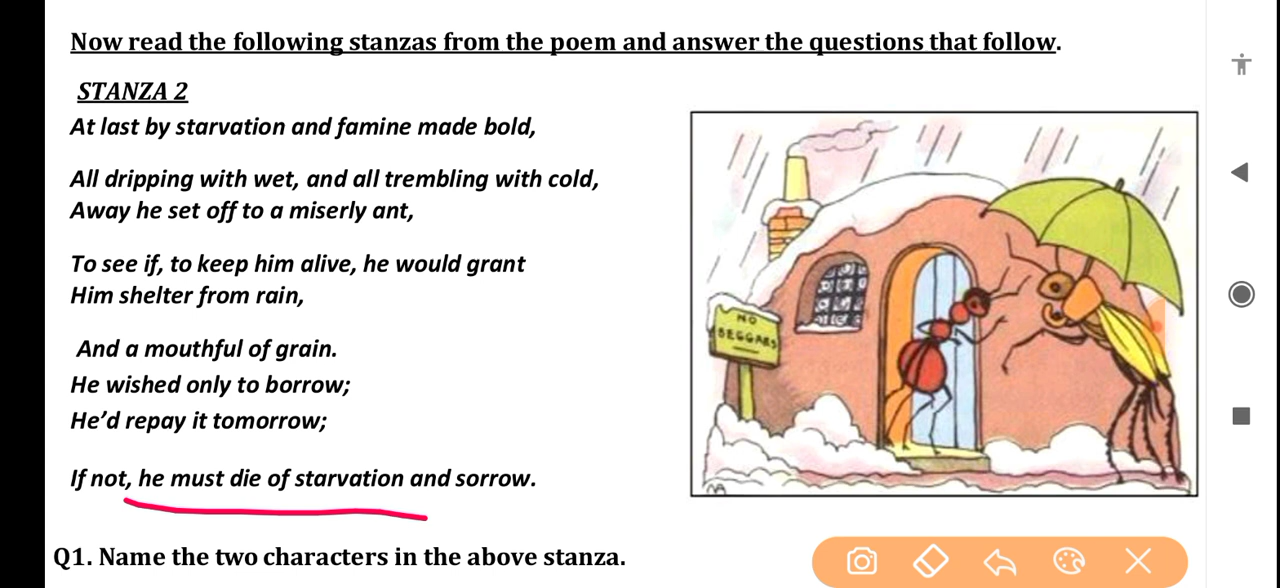 Now read the following stanzas from the poem and answer the questions that follow.
STANZA 2
At last by starvation and famine made bold,
All dripping with wet, and all trembling with cold,
Away he set off to a miserly ant,
To see if, to keep him alive, he would grant
Him shelter from rain,
And a mouthful of grain.
He wished only to borrow;
He’d repay it tomorrow;
If not, he must die of starvation and sorrow.
NO
BEGGARS
Q1. Name the two characters in the above stanza.